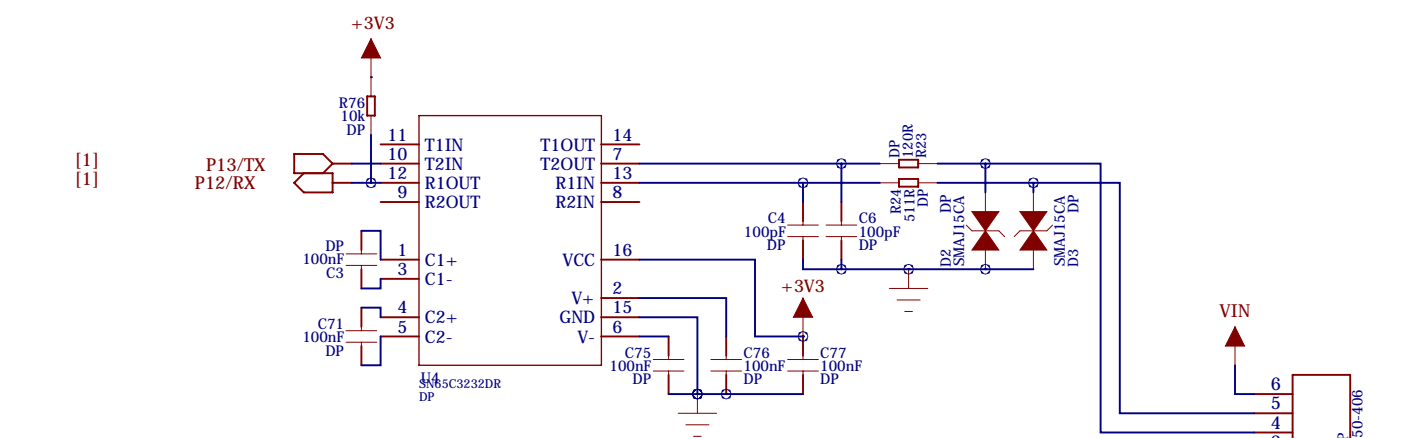 +3V3
R76
10k
DP
[1]
P13/TX
[1]
P12/RX
11
10
12
9
T1IN
T2IN
R1OUT
R2OUT
T1OUT
T2OUT
R1IN
R2IN
14
7
13
8
DP
120R
R23
R24
511R
DP
C4
100pF
DP
C6
100pF
DP
DP
D2
SMAJ15CA
SMAJ15CA
DP
D3
DP
100nF
C3
1
3
C1+
C1-
VCC
16
C71
100nF
DP
4
5
C2+
C2-
V+
GND
V-
2
15
6
+3V3
C75
100nF
DP
C76
100nF
DP
C77
100nF
DP
U4
SN65C3232DR
DP
VIN
6
5
4
50-406